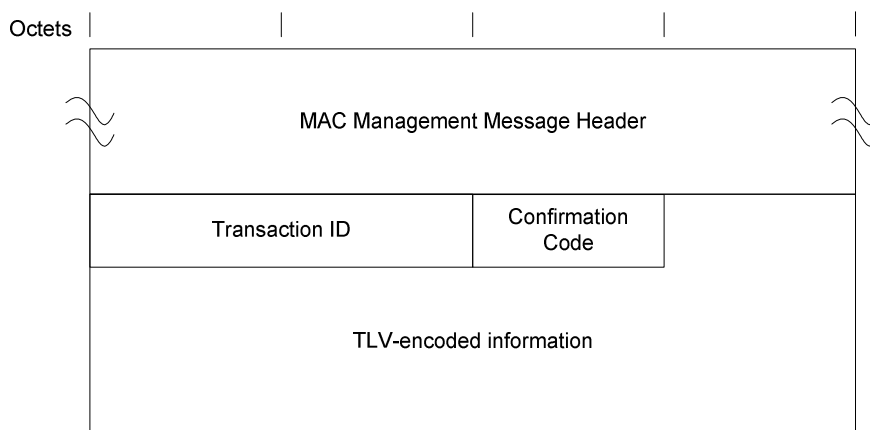 Octets
MAC Management Message Header
Transaction ID
Confirmation
Code
TLV-encoded information